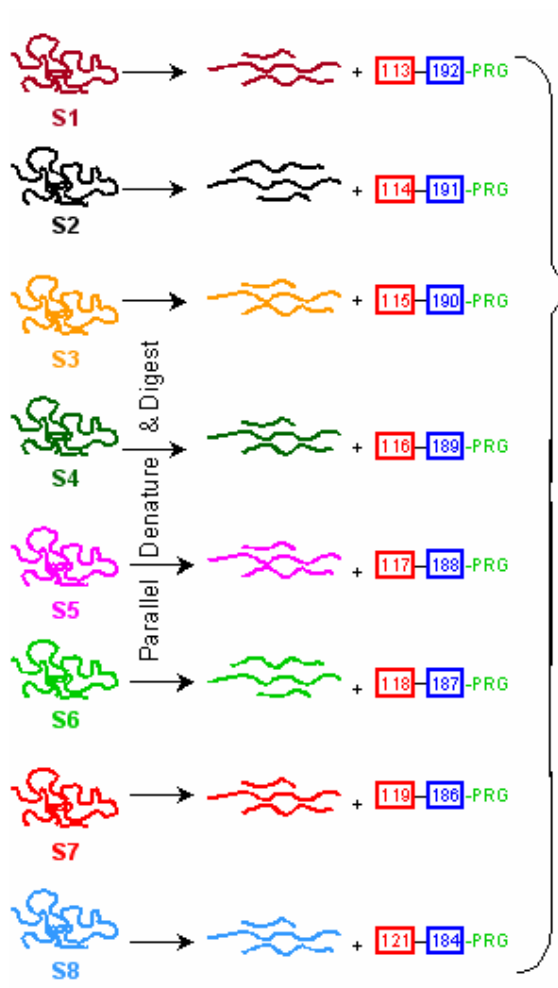 + 113 192 -PRG
S1
+ 114 191 -PRG
S2
+ 115 190 -PRG
S3
Parallel Denature & Digest
+ 116 189 -PRG
S4
+ 117 188 -PRG
S5
+ 118 187 -PRG
S6
+ 119 186 -PRG
S7
+ 121 184 -PRG
S8